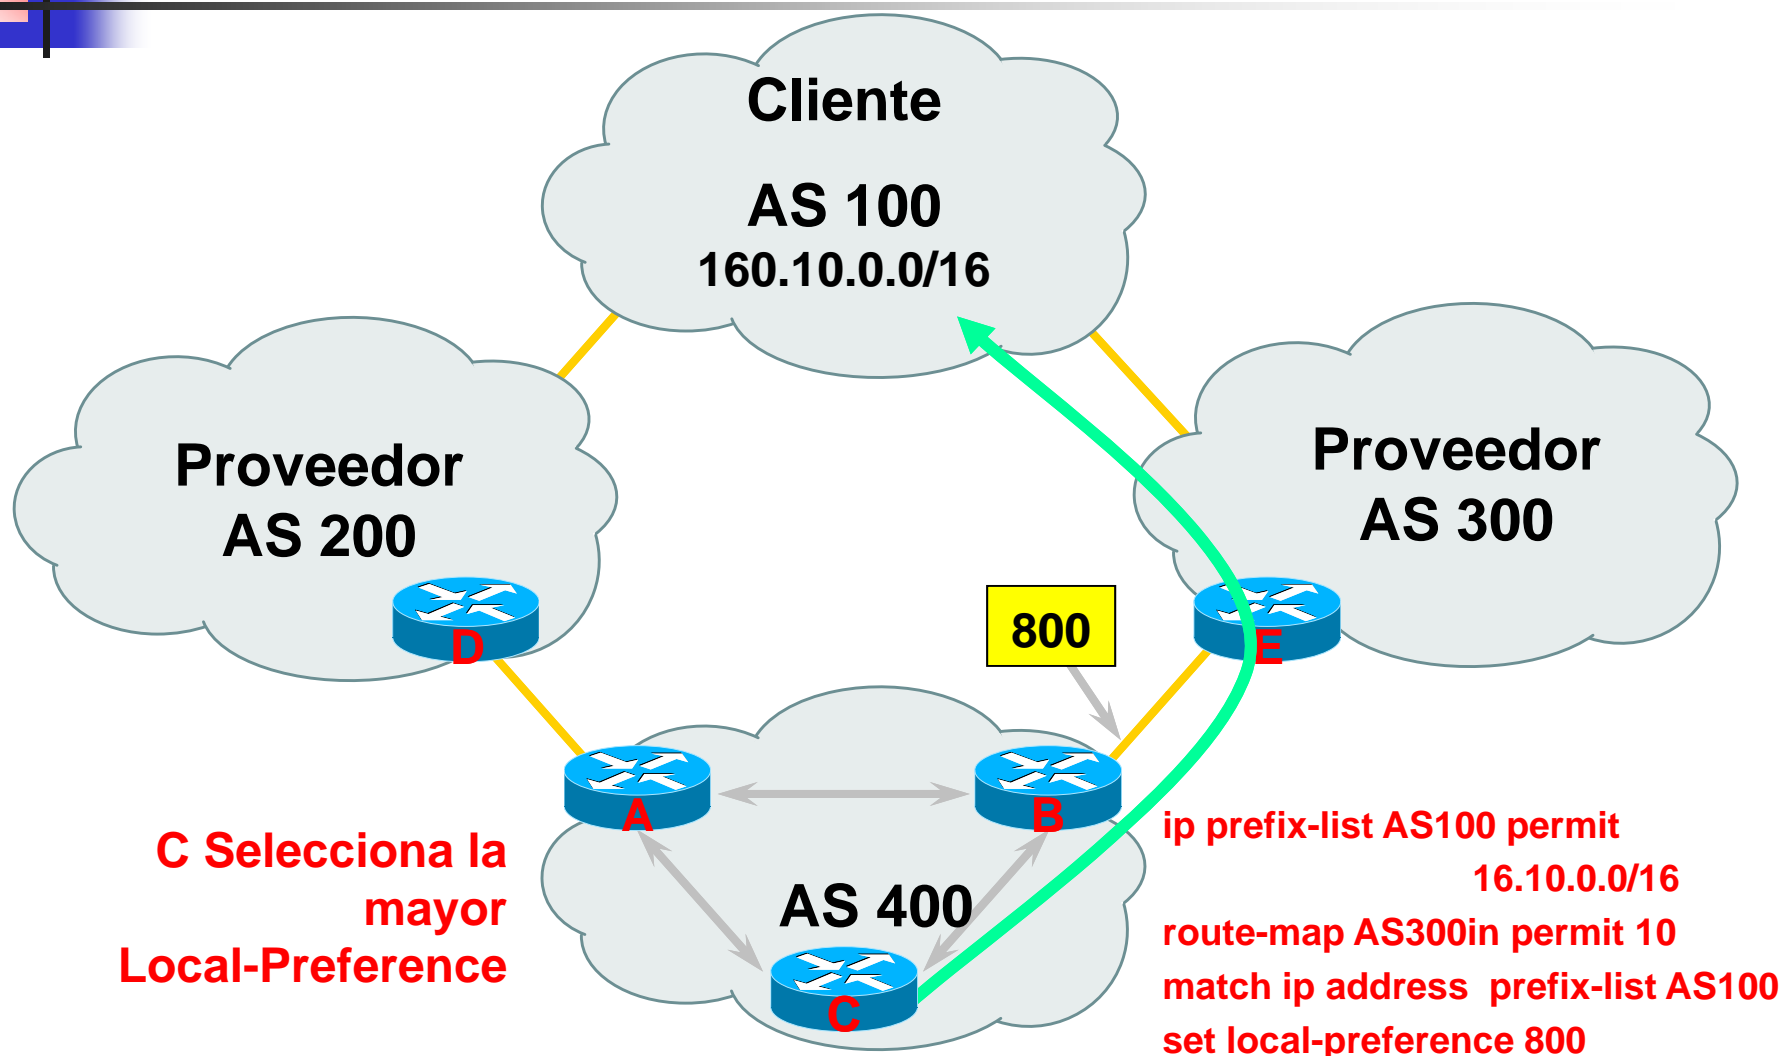 Cliente
AS 100
160.10.0.0/16
Proveedor
AS 200
Proveedor
AS 300
D
800
E
A
B
C Selecciona la
mayor
Local-Preference
AS 400
C
ip prefix-list AS100 permit
16.10.0.0/16
route-map AS300in permit 10
match ip address prefix-list AS100
set local-preference 800